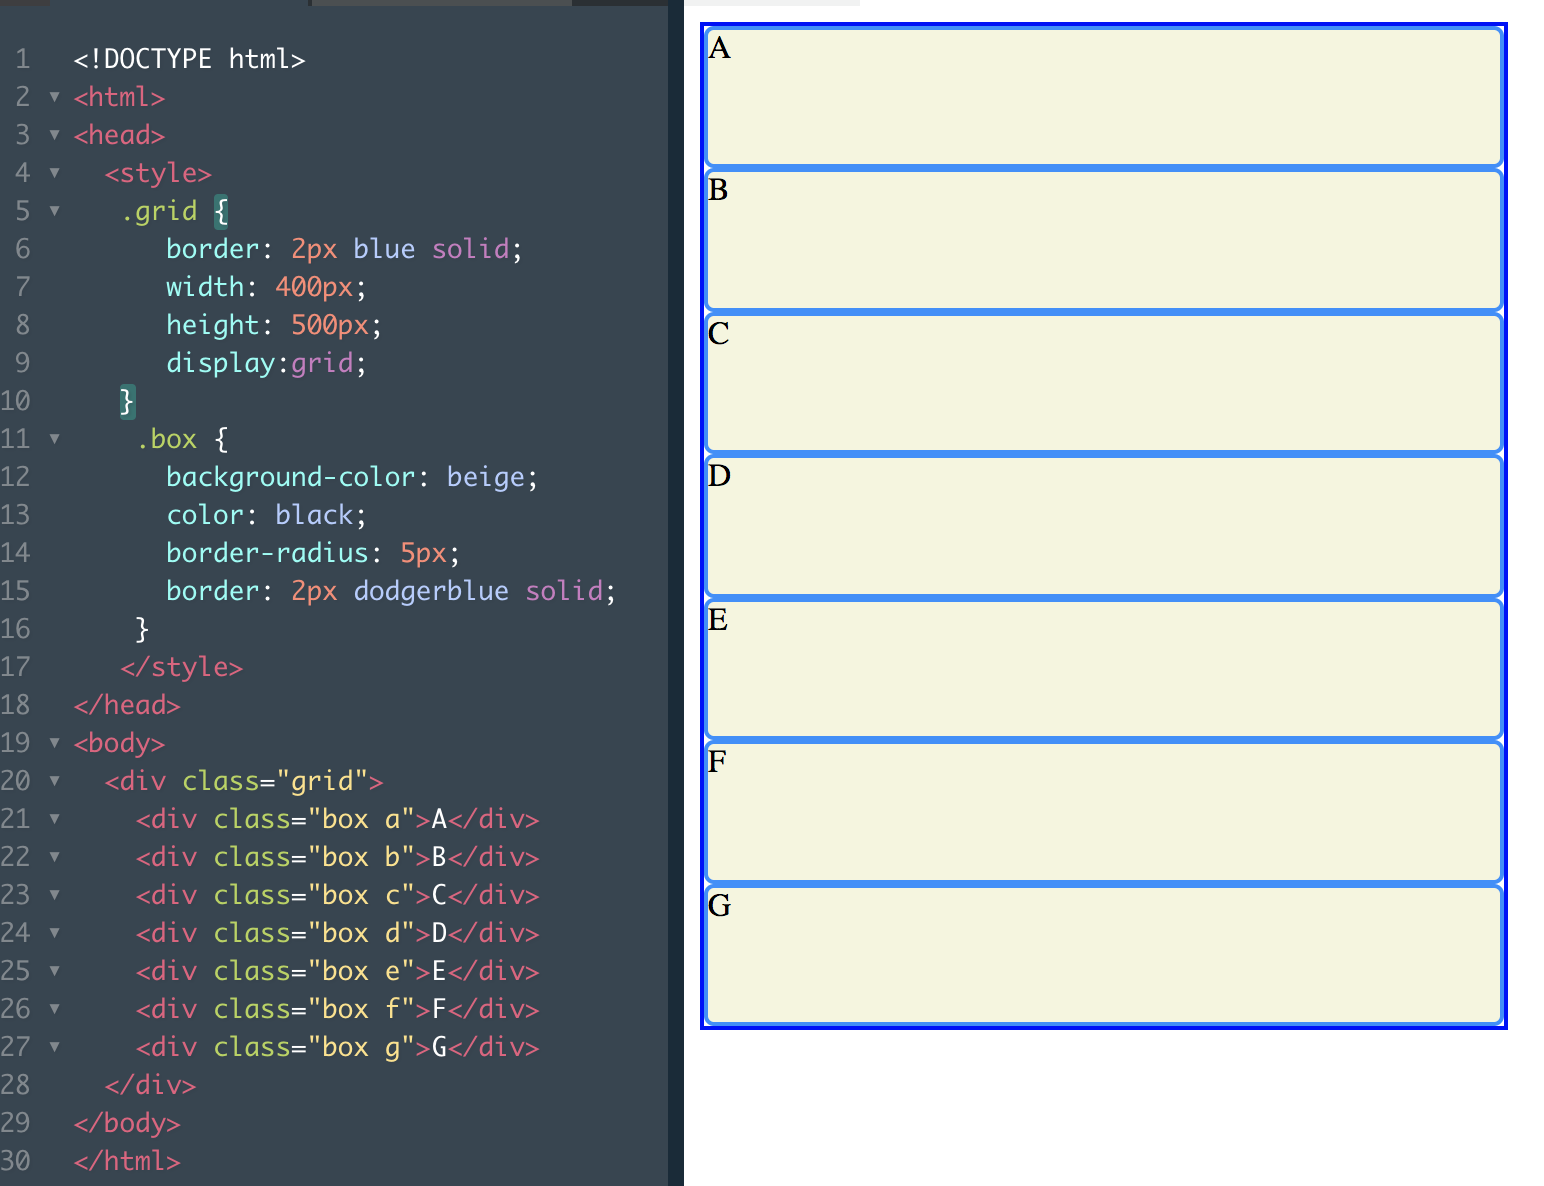 1 <!DOCTYPE html>
2 <html>
3 <head>
4 <style>
5 .grid {
6 border: 2px blue solid;
7 width: 400px;
8 height: 500px;
9 display:grid;
10 }
11 .box {
12 background-color: beige;
13 color: black;
14 border-radius: 5px;
15 border: 2px dodgerblue solid;
16 }
17 </style>
18 </head>
19 <body>
20 <div class="grid">
21 <div class="box a">A</div>
22 <div class="box b">B</div>
23 <div class="box c">C</div>
24 <div class="box d">D</div>
25 <div class="box e">E</div>
26 <div class="box f">F</div>
27 <div class="box g">G</div>
28 </div>
29 </body>
30 </html>
A
B
C
D
E
F
G